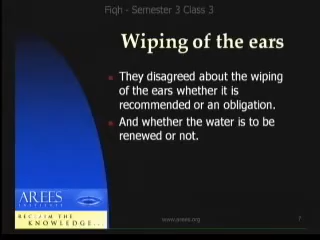 Fiqh - Semester 3 Class 3
Wiping of the ears
They disagreed about the wiping
of the ears whether it is
recommended or an obligation.
And whether the water is to be
renewed or not.
AREES
INSTITUTE
RECLAIM THE
KNOWLEDGE...
www.arees.org
7